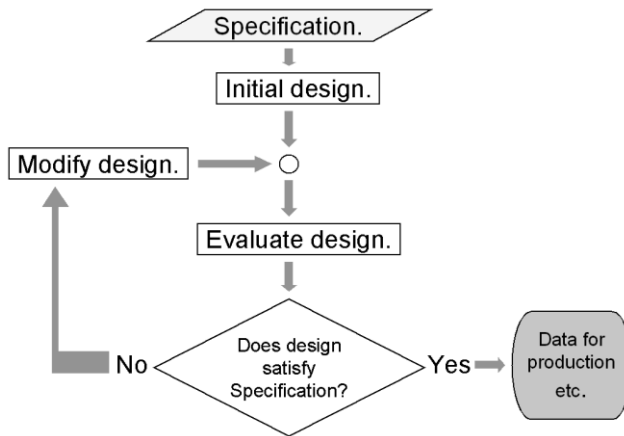 Specification.
Initial design.
Modify design.
Evaluate design.
Does design
satisfy
Specification?
No
Yes
Data for
production
etc.